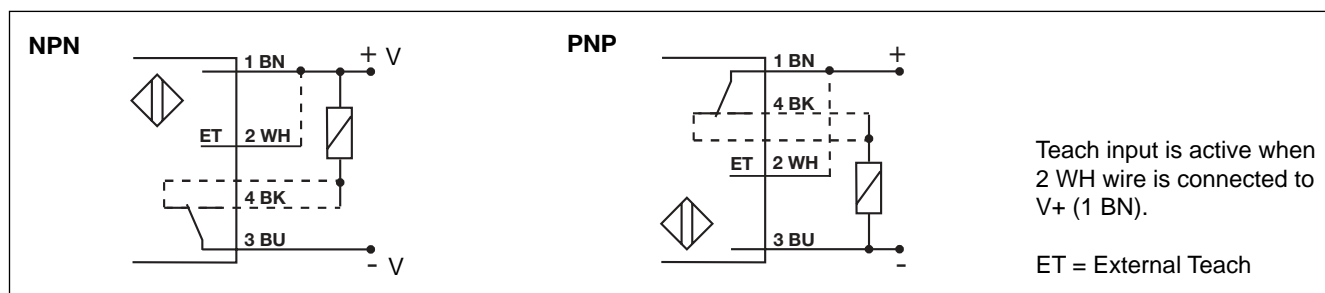 NPN
1 BN
+ V
ET
2 WH
4 BK
3 BU
- V
PNP
1 BN
+
4 BK
ET
2 WH
3 BU
-
Teach input is active when
2 WH wire is connected to
V+ (1 BN).
ET = External Teach